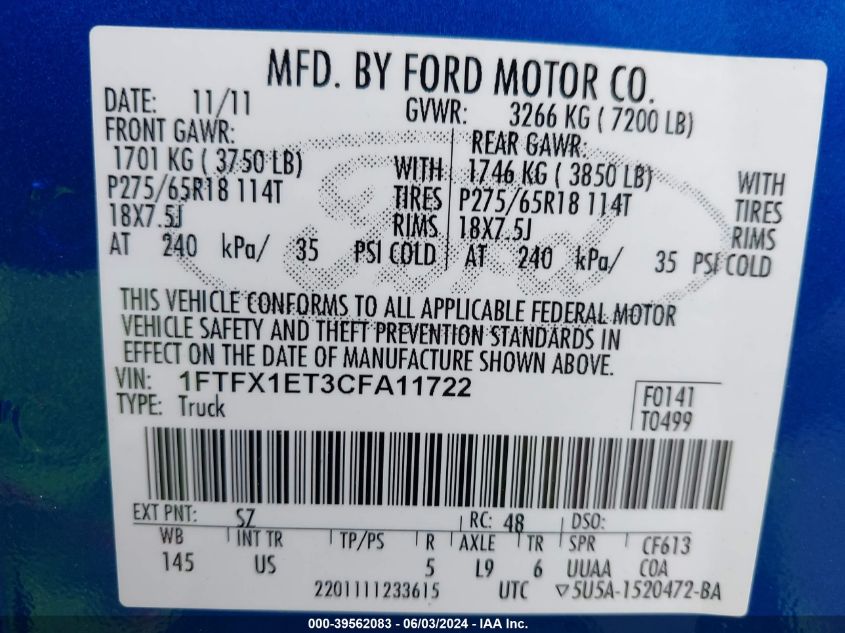 MFD. BY FORD MOTOR CO.
DATE: 11/11 GVWR: 3266 KG ( 7200 LB)
FRONT GAWR: REAR GAWR:
1701 KG ( 3750 LB) WITH 1746 KG ( 3850 LB) WITH
P275/65R18 114T TIRES P275/65R18 114T TIRES
18X7.5J RIMS 18X7.5J RIMS
AT 240 kPa/ 35 PSI COLD AT 240 kPa/ 35 PSI COLD
THIS VEHICLE CONFORMS TO ALL APPLICABLE FEDERAL MOTOR
VEHICLE SAFETY AND THEFT PREVENTION STANDARDS IN
EFFECT ON THE DATE OF MANUFACTURE SHOWN ABOVE.
VIN: 1FTFX1ET3CFA11722 F0141
TYPE: Truck T0499
EXT PNT: SZ RC: 48 DSO:
WB INT TR TP/PS R AXLE TR SPR CF613
145 US 5 L9 6 UUAA COA
2201111233615 UTC ▽5U5A-1520472-BA
000-39562083 - 06/03/2024 - IAAI.com